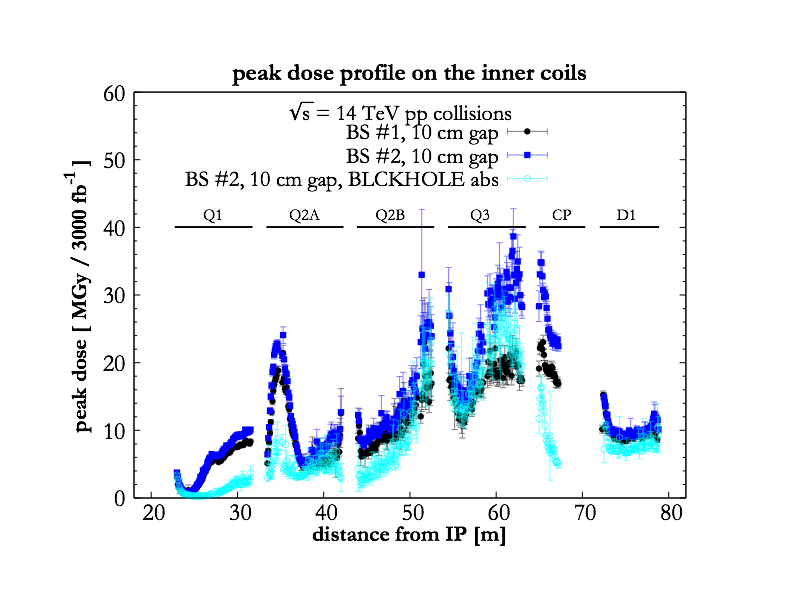 peak dose profile on the inner coils
√s = 14 TeV pp collisions
BS #1, 10 cm gap
BS #2, 10 cm gap
BS #2, 10 cm gap, BLCKHOLE abs
Q1 Q2A Q2B Q3 CP D1
peak dose [ MGy / 3000 fb⁻¹ ]
60
50
40
30
20
10
0
20 30 40 50 60 70 80
distance from IP [m]